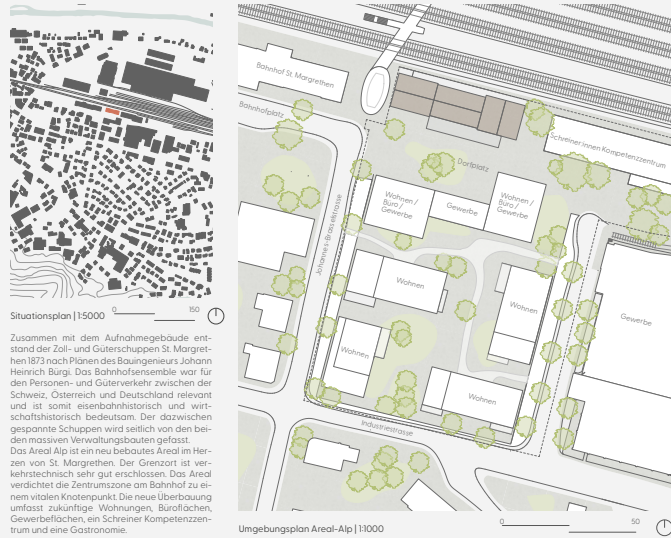 Situationsplan | 1:5000
0
150
Zusammen mit dem Aufnahmegebäude ent-
stand der Zoll- und Güterschuppen St. Margret-
hen 1873 nach Plänen des Bauingenieurs Johann
Heinrich Bürgi. Das Bahnhofsensemble war für
den Personen- und Güterverkehr zwischen der
Schweiz, Österreich und Deutschland relevant
und ist somit eisenbahnhistorisch und wirt-
schaftshistorisch bedeutsam. Der dazwischen
gespannte Schuppen wird seitlich von den bei-
den massiven Verwaltungsbauten gefasst.
Das Areal Alp ist ein neu bebautes Areal im Her-
zen von St. Margrethen. Der Grenzort ist ver-
kehrstechnisch sehr gut erschlossen. Das Areal
verdichtet die Zentrumszone am Bahnhof zu ei-
nem vitalen Knotenpunkt. Die neue Überbauung
umfasst zukünftige Wohnungen, Büroflächen,
Gewerbeflächen, ein Schreiner Kompetenzzen-
trum und eine Gastronomie.
Bahnhof St. Margrethen
Bahnhofplatz
Dorfplatz
Schreiner:innen Kompetenzzentrum
Johannes-Brasselstrasse
Wohnen /
Büro /
Gewerbe
Gewerbe
Wohnen /
Büro /
Gewerbe
Wohnen
Wohnen
Gewerbe
Wohnen
Wohnen
Industriestrasse
Umgebungsplan Areal-Alp | 1:1000
0
50